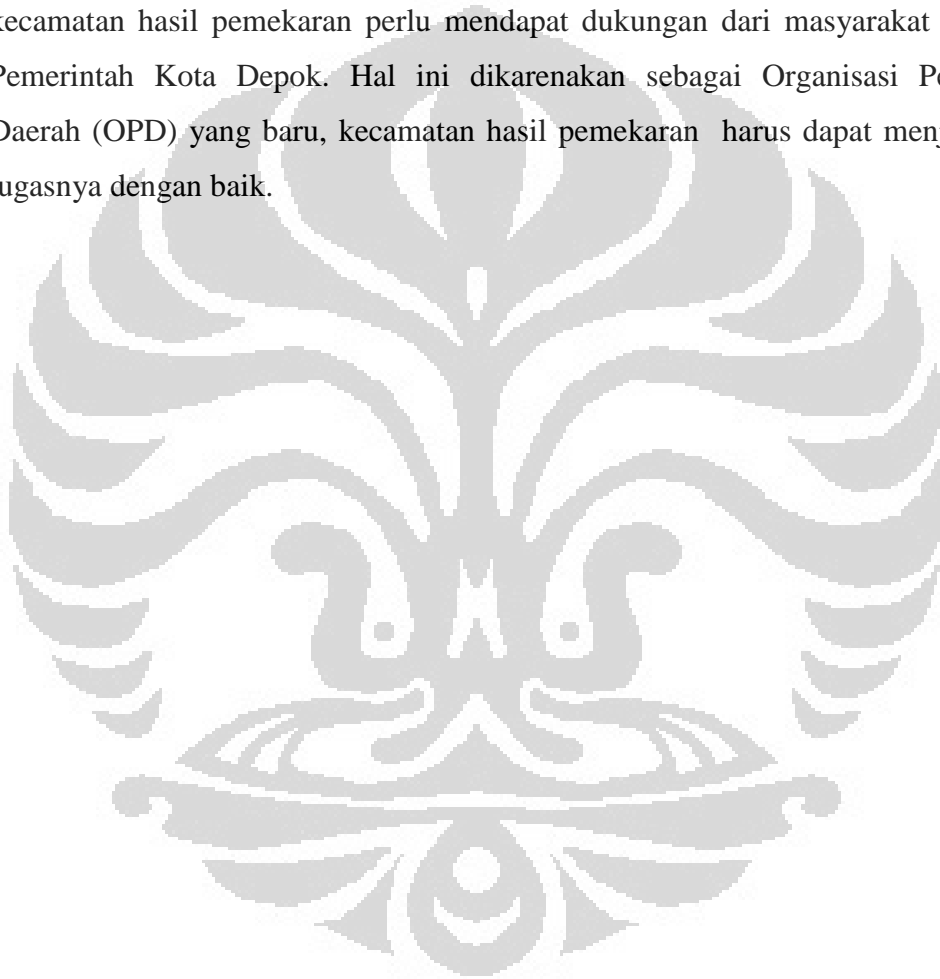 kecamatan hasil pemekaran perlu mendapat dukungan dari masyarakat
Pemerintah Kota Depok. Hal ini dikarenakan sebagai Organisasi
Daerah (OPD) yang baru, kecamatan hasil pemekaran harus dapat
tugasnya dengan baik.